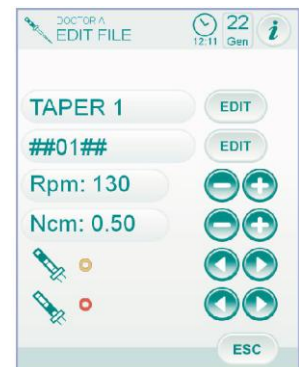 DOCTOR A
EDIT FILE
12:11
22
Gen
i
TAPER 1
EDIT
##01##
EDIT
Rpm: 130
Ncm: 0.50
ESC